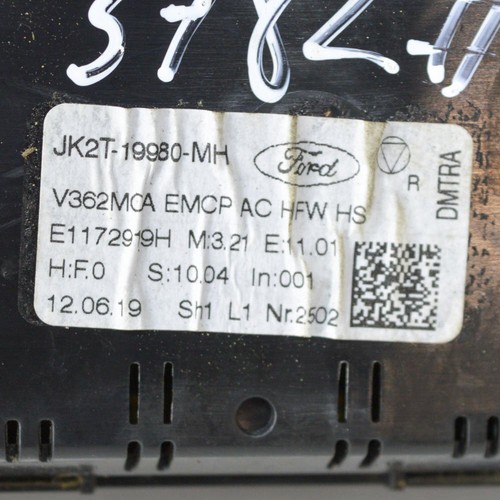 JK2T-19980-MH Ford R
V362MCA EMCP AC HFW HS
E1172919H M:3.21 E:11.01
H:F.0 S:10.04 In:001
12.06.19 Sh1 L1 Nr.2502
DMTRA